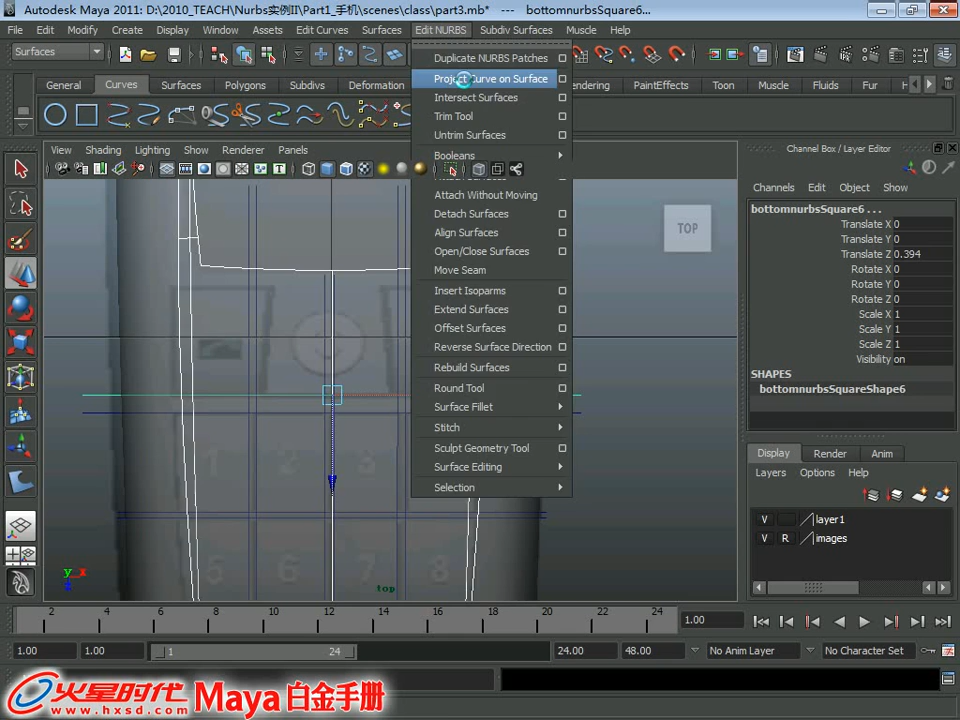 Autodesk Maya 2011: D:\2010_TEACH\Nurbs实例II\Part1_手机\scenes\class\part3.mb* --- bottomnurbsSquare6...
File Edit Modify Create Display Window Assets Edit Curves Surfaces Edit NURBS Subdiv Surfaces Muscle Help
Surfaces
General Curves Surfaces Polygons Subdivs Deformation Rendering PaintEffects Toon Muscle Fluids Fur
Duplicate NURBS Patches
Project Curve on Surface
Intersect Surfaces
Trim Tool
Untrim Surfaces
Booleans
Attach Without Moving
Detach Surfaces
Align Surfaces
Open/Close Surfaces
Move Seam
Insert Isoparms
Extend Surfaces
Offset Surfaces
Reverse Surface Direction
Rebuild Surfaces
Round Tool
Surface Fillet
Stitch
Sculpt Geometry Tool
Surface Editing
Selection
View Shading Lighting Show Renderer Panels
TOP
1 2 3
5 6 7 8
y x
top
Channel Box / Layer Editor
Channels Edit Object Show
bottomnurbsSquare6 . . .
Translate X 0
Translate Y 0
Translate Z 0.394
Rotate X 0
Rotate Y 0
Rotate Z 0
Scale X 1
Scale Y 1
Scale Z 1
Visibility on
SHAPES
bottomnurbsSquareShape6
Display Render Anim
Layers Options Help
V layer1
V R images
2 4 6 8 10 12 14 16 18 20 22 24
1.00
1.00 1.00 1 24 24.00 48.00 No Anim Layer No Character Set
火星时代 Maya 白金手册
www.hxsd.com